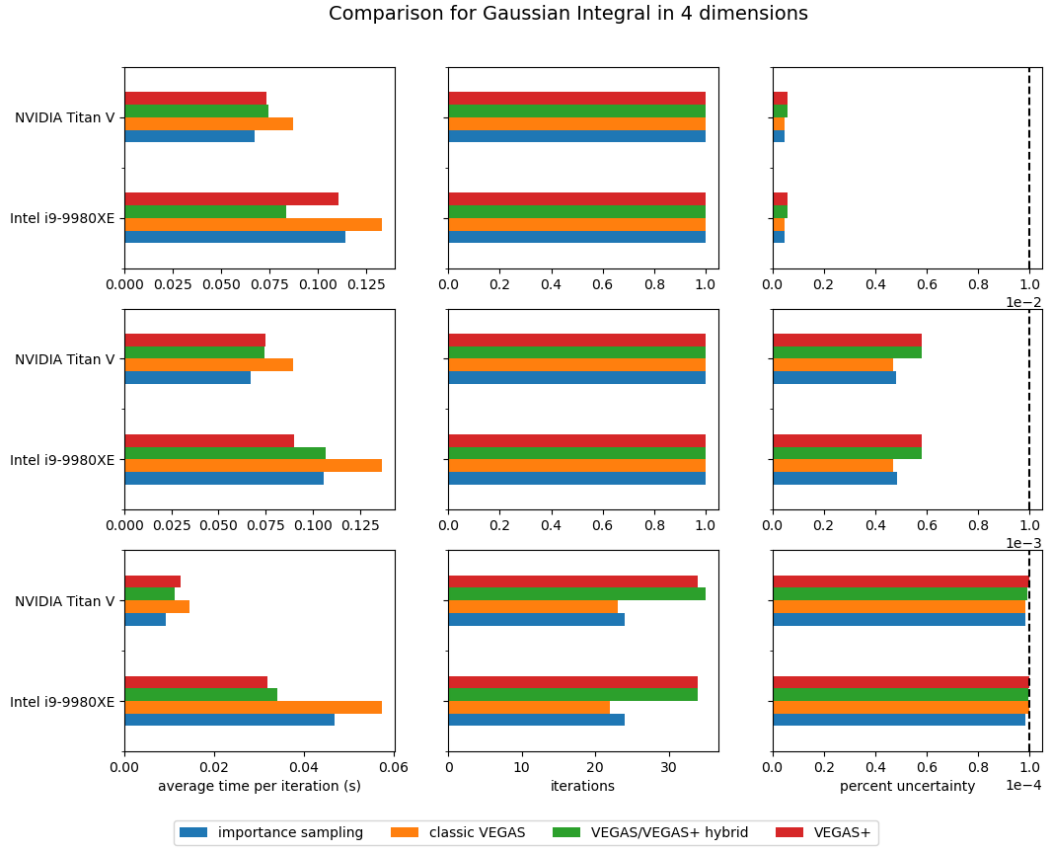 Comparison for Gaussian Integral in 4 dimensions
NVIDIA Titan V
Intel i9-9980XE
0.000 0.025 0.050 0.075 0.100 0.125
0.0 0.2 0.4 0.6 0.8 1.0
0.0 0.2 0.4 0.6 0.8 1.0
1e−2
NVIDIA Titan V
Intel i9-9980XE
0.000 0.025 0.050 0.075 0.100 0.125
0.0 0.2 0.4 0.6 0.8 1.0
0.0 0.2 0.4 0.6 0.8 1.0
1e−3
NVIDIA Titan V
Intel i9-9980XE
0.00 0.02 0.04 0.06
0 10 20 30
0.0 0.2 0.4 0.6 0.8 1.0
1e−4
average time per iteration (s)
iterations
percent uncertainty
importance sampling
classic VEGAS
VEGAS/VEGAS+ hybrid
VEGAS+